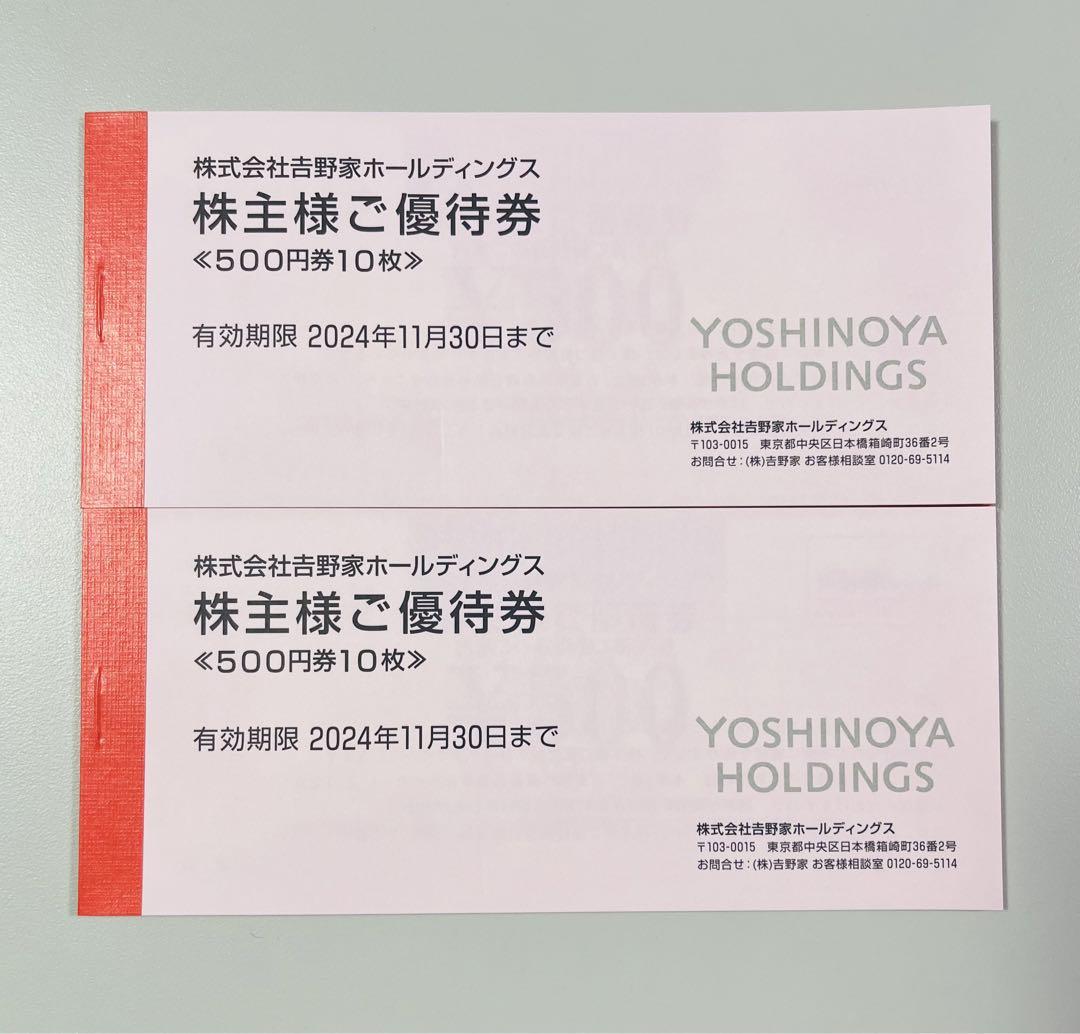 株式会社𠮷野家ホールディングス
株主様ご優待券
≪500円券10枚≫
有効期限 2024年11月30日まで
YOSHINOYA
HOLDINGS
株式会社𠮷野家ホールディングス
〒103-0015 東京都中央区日本橋箱崎町36番2号
お問合せ:(株)𠮷野家 お客様相談室 0120-69-5114
株式会社𠮷野家ホールディングス
株主様ご優待券
≪500円券10枚≫
有効期限 2024年11月30日まで
YOSHINOYA
HOLDINGS
株式会社𠮷野家ホールディングス
〒103-0015 東京都中央区日本橋箱崎町36番2号
お問合せ:(株)𠮷野家 お客様相談室 0120-69-5114